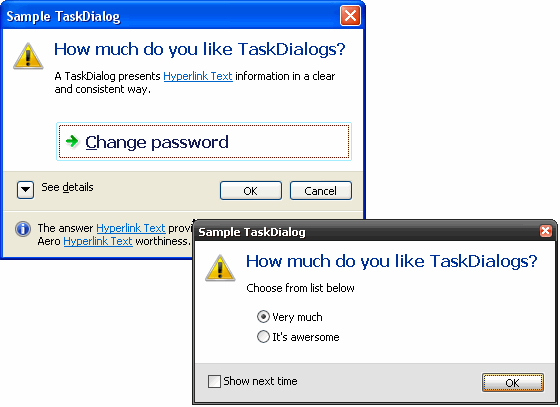 Sample TaskDialog
How much do you like TaskDialogs?
A TaskDialog presents Hyperlink Text information in a clear
and consistent way.
Change password
See details
OK
Cancel
The answer Hyperlink Text
Aero Hyperlink Text worthiness.
Sample TaskDialog
How much do you like TaskDialogs?
Choose from list below
Very much
It's awersome
Show next time
OK